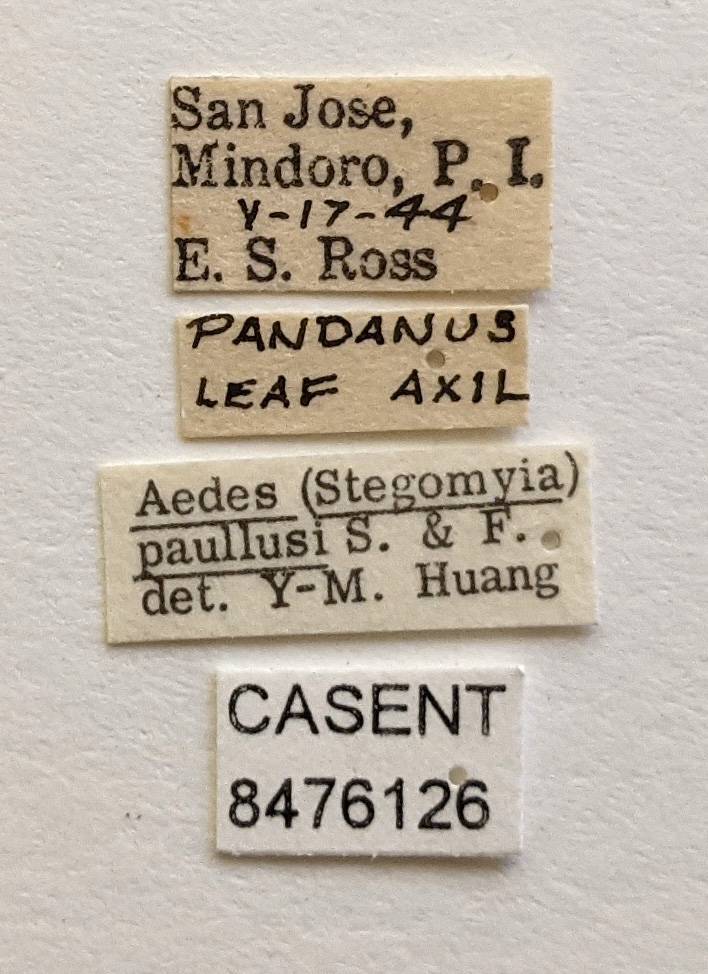 San Jose,
Mindoro, P. I.
V-17-44
E. S. Ross
PANDANUS
LEAF AXIL
Aedes (Stegomyia)
paullusi S. & F.
det. Y-M. Huang
CASENT
8476126